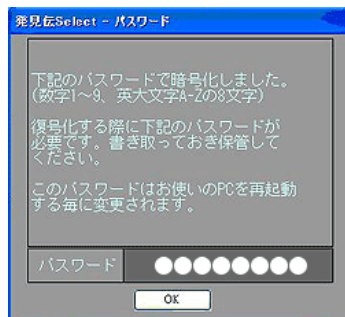 発見伝Select - パスワード
下記のパスワードで暗号化しました。
(数字1～9、英大文字A-Zの8文字)
復号化する際に下記のパスワードが
必要です。書き取っておき保管して
ください。
このパスワードはお使いのPCを再起動
する毎に変更されます。
パスワード ●●●●●●●●
OK